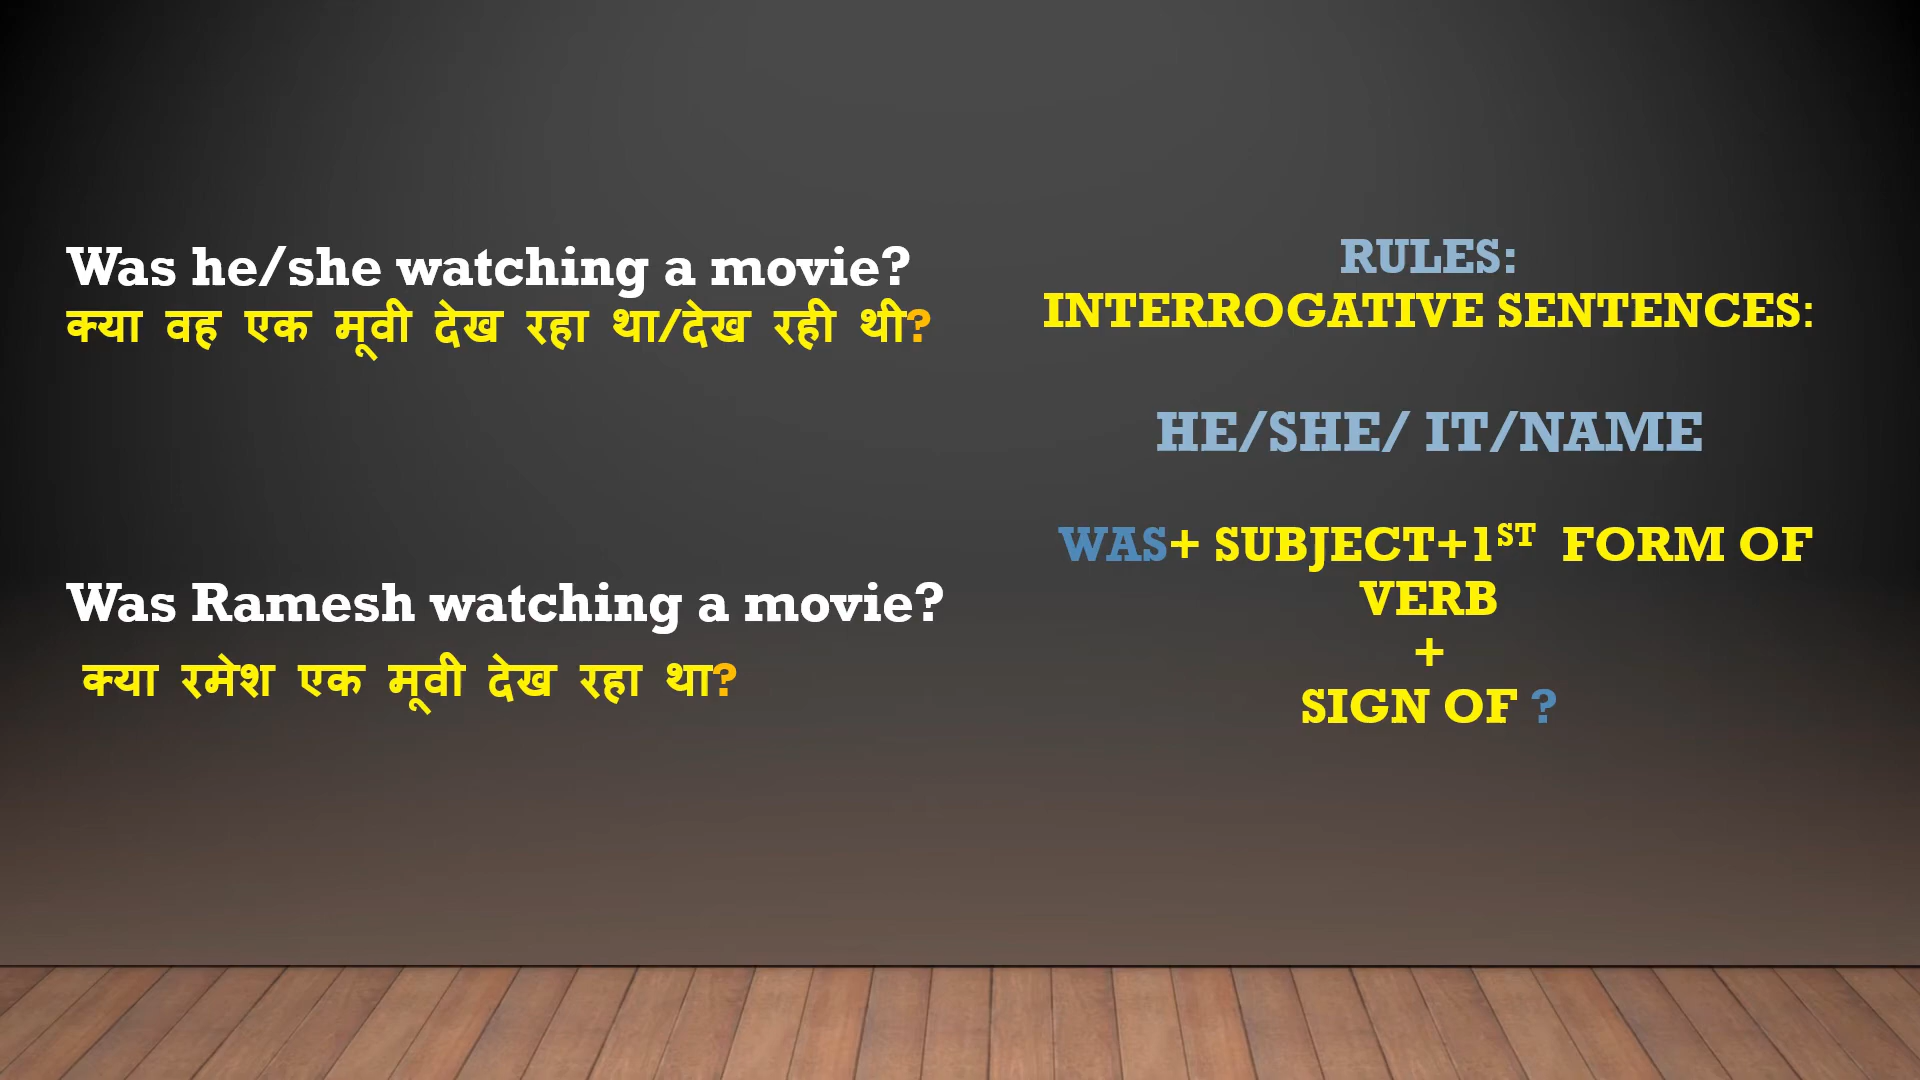 Was he/she watching a movie?
क्या वह एक मूवी देख रहा था/देख रही थी?
Was Ramesh watching a movie?
क्या रमेश एक मूवी देख रहा था?
RULES:
INTERROGATIVE SENTENCES:
HE/SHE/ IT/NAME
WAS+ SUBJECT+1ST FORM OF
VERB
+
SIGN OF ?